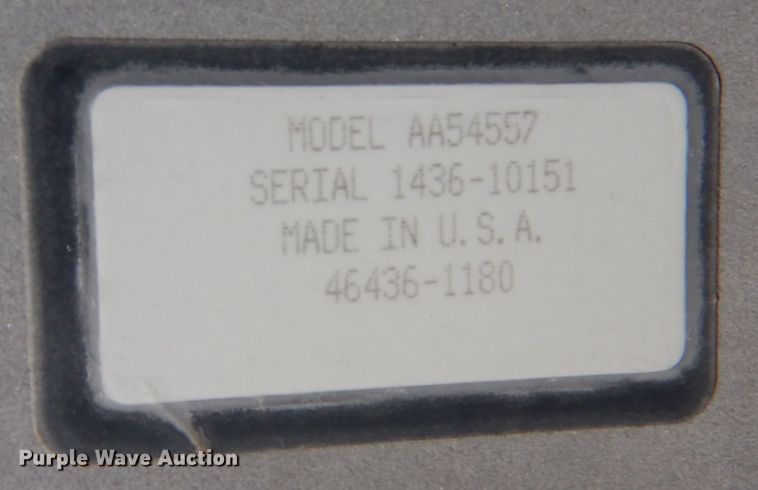 MODEL AA54557
SERIAL 1436-10151
MADE IN U.S.A.
46436-1180
Purple Wave Auction